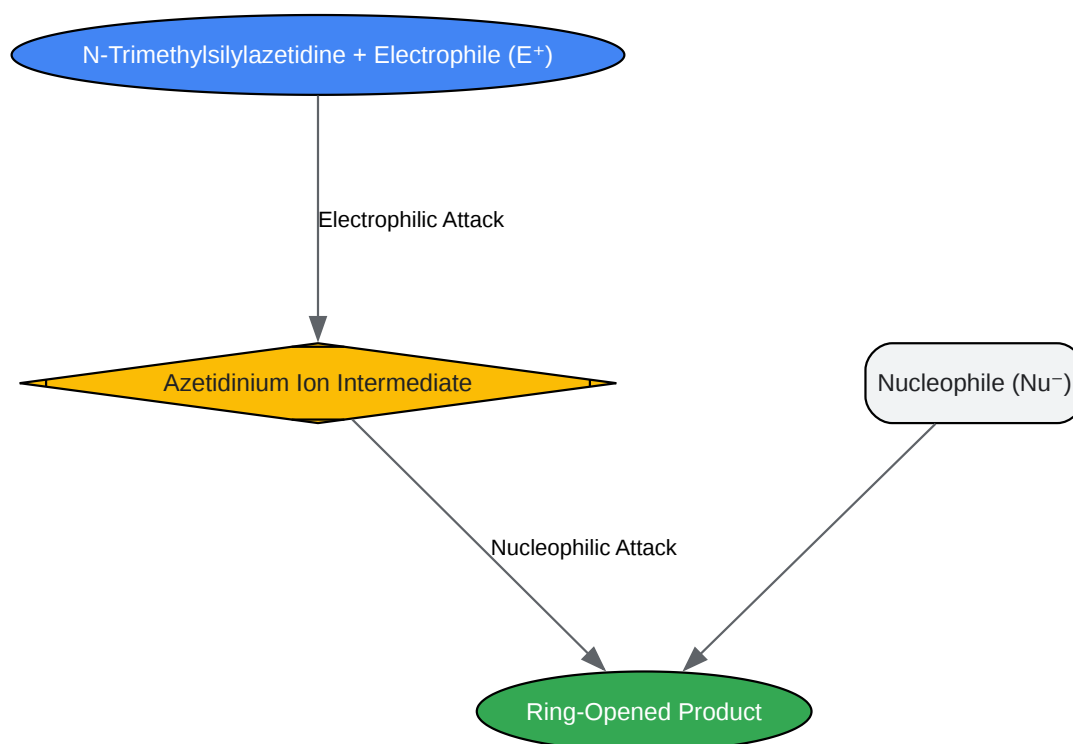 N-Trimethylsilylazetidine + Electrophile (E⁺)
Electrophilic Attack
Azetidinium Ion Intermediate
Nucleophile (Nu⁻)
Nucleophilic Attack
Ring-Opened Product